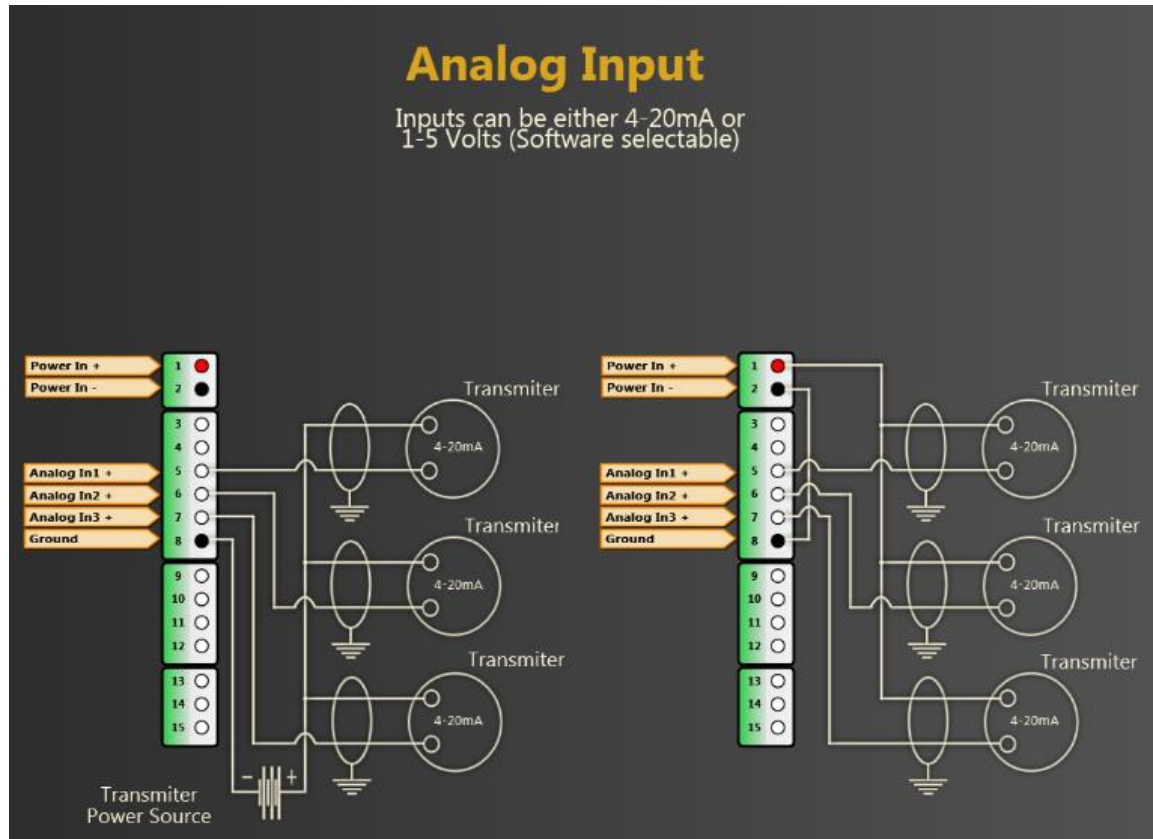 Analog Input
Inputs can be either 4-20mA or
1-5 Volts (Software selectable)
Power In +
Power In -
Analog In1 +
Analog In2 +
Analog In3 +
Ground
1
2
3
4
5
6
7
8
9
10
11
12
13
14
15
Transmiter
4-20mA
Transmiter
4-20mA
Transmiter
4-20mA
- +
Transmiter
Power Source
Power In +
Power In -
Analog In1 +
Analog In2 +
Analog In3 +
Ground
1
2
3
4
5
6
7
8
9
10
11
12
13
14
15
Transmiter
4-20mA
Transmiter
4-20mA
Transmiter
4-20mA